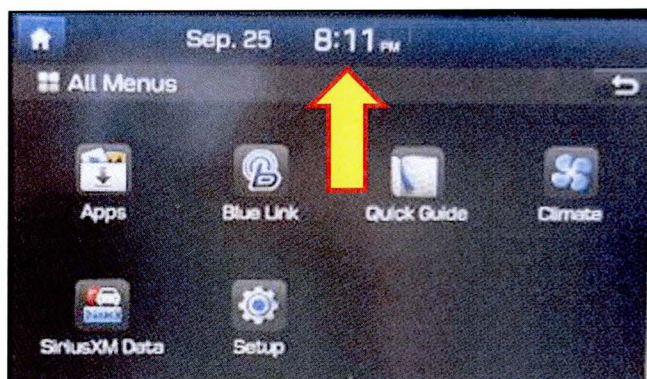 Sep. 25 8:11 PM
All Menus
Apps Blue Link Quick Guide Climate
SiriusXM Data Setup